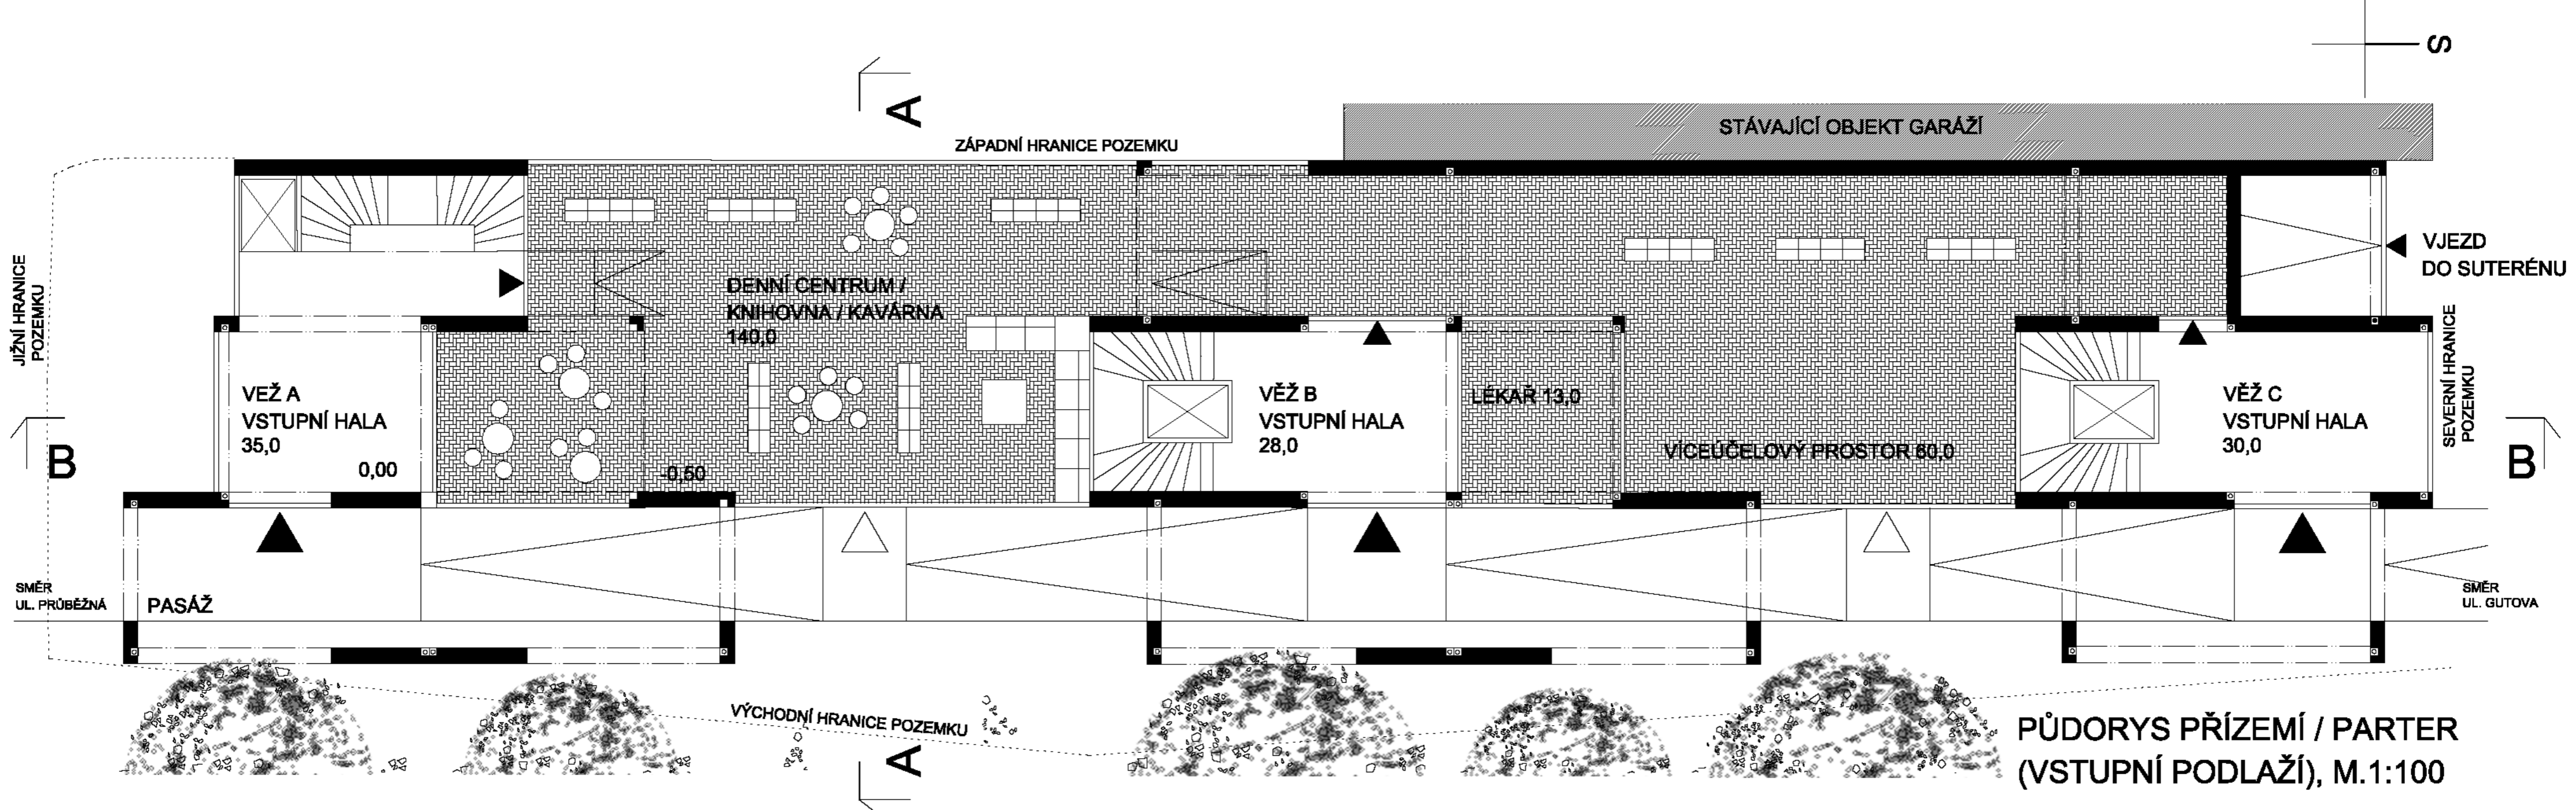 S
A
ZÁPADNÍ HRANICE POZEMKU
STÁVAJÍCÍ OBJEKT GARÁŽÍ
VJEZD
DO SUTERÉNU
JIŽNÍ HRANICE
POZEMKU
DENNÍ CENTRUM /
KNIHOVNA / KAVÁRNA
140,0
VEŽ A
VSTUPNÍ HALA
35,0
0,00
-0,50
VĚŽ B
VSTUPNÍ HALA
28,0
LÉKAŘ 13,0
VÍCEÚČELOVÝ PROSTOR 60,0
VĚŽ C
VSTUPNÍ HALA
30,0
SEVERNÍ HRANICE
POZEMKU
B
B
SMĚR
UL. PRŮBĚŽNÁ
PASÁŽ
SMĚR
UL. GUTOVA
VÝCHODNÍ HRANICE POZEMKU
A
PŮDORYS PŘÍZEMÍ / PARTER
(VSTUPNÍ PODLAŽÍ), M.1:100